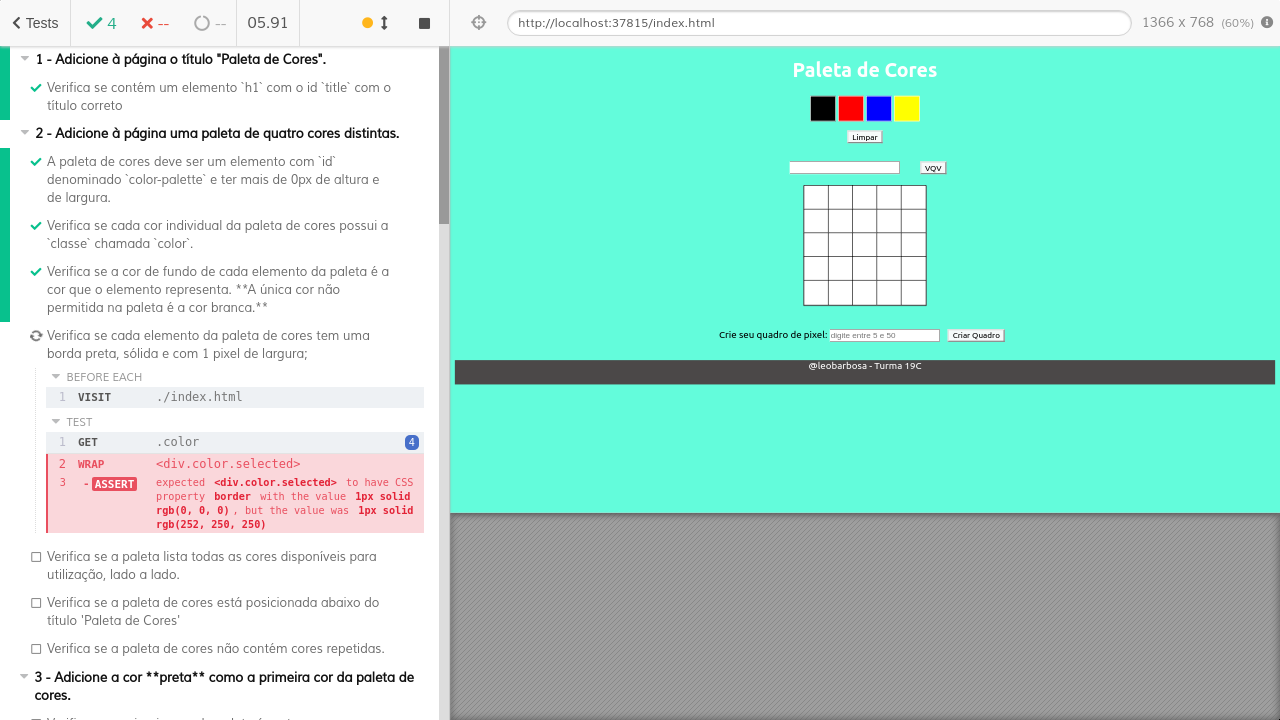 Tests
4
--
--
05.91
http://localhost:37815/index.html
1366 x 768 (60%)
1 - Adicione à página o título "Paleta de Cores".
Verifica se contém um elemento `h1` com o id `title` com o
título correto
2 - Adicione à página uma paleta de quatro cores distintas.
A paleta de cores deve ser um elemento com `id`
denominado `color-palette` e ter mais de 0px de altura e
de largura.
Verifica se cada cor individual da paleta de cores possui a
`classe` chamada `color`.
Verifica se a cor de fundo de cada elemento da paleta é a
cor que o elemento representa. **A única cor não
permitida na paleta é a cor branca.**
Verifica se cada elemento da paleta de cores tem uma
borda preta, sólida e com 1 pixel de largura;
BEFORE EACH
1 VISIT ./index.html
TEST
1 GET .color 4
2 WRAP <div.color.selected>
3 -ASSERT expected <div.color.selected> to have CSS
property border with the value 1px solid
rgb(0, 0, 0), but the value was 1px solid
rgb(252, 250, 250)
Verifica se a paleta lista todas as cores disponíveis para
utilização, lado a lado.
Verifica se a paleta de cores está posicionada abaixo do
título 'Paleta de Cores'
Verifica se a paleta de cores não contém cores repetidas.
3 - Adicione a cor **preta** como a primeira cor da paleta de
cores.
Paleta de Cores
Limpar
VQV
Crie seu quadro de pixel: digite entre 5 e 50 Criar Quadro
@leobarbosa - Turma 19C